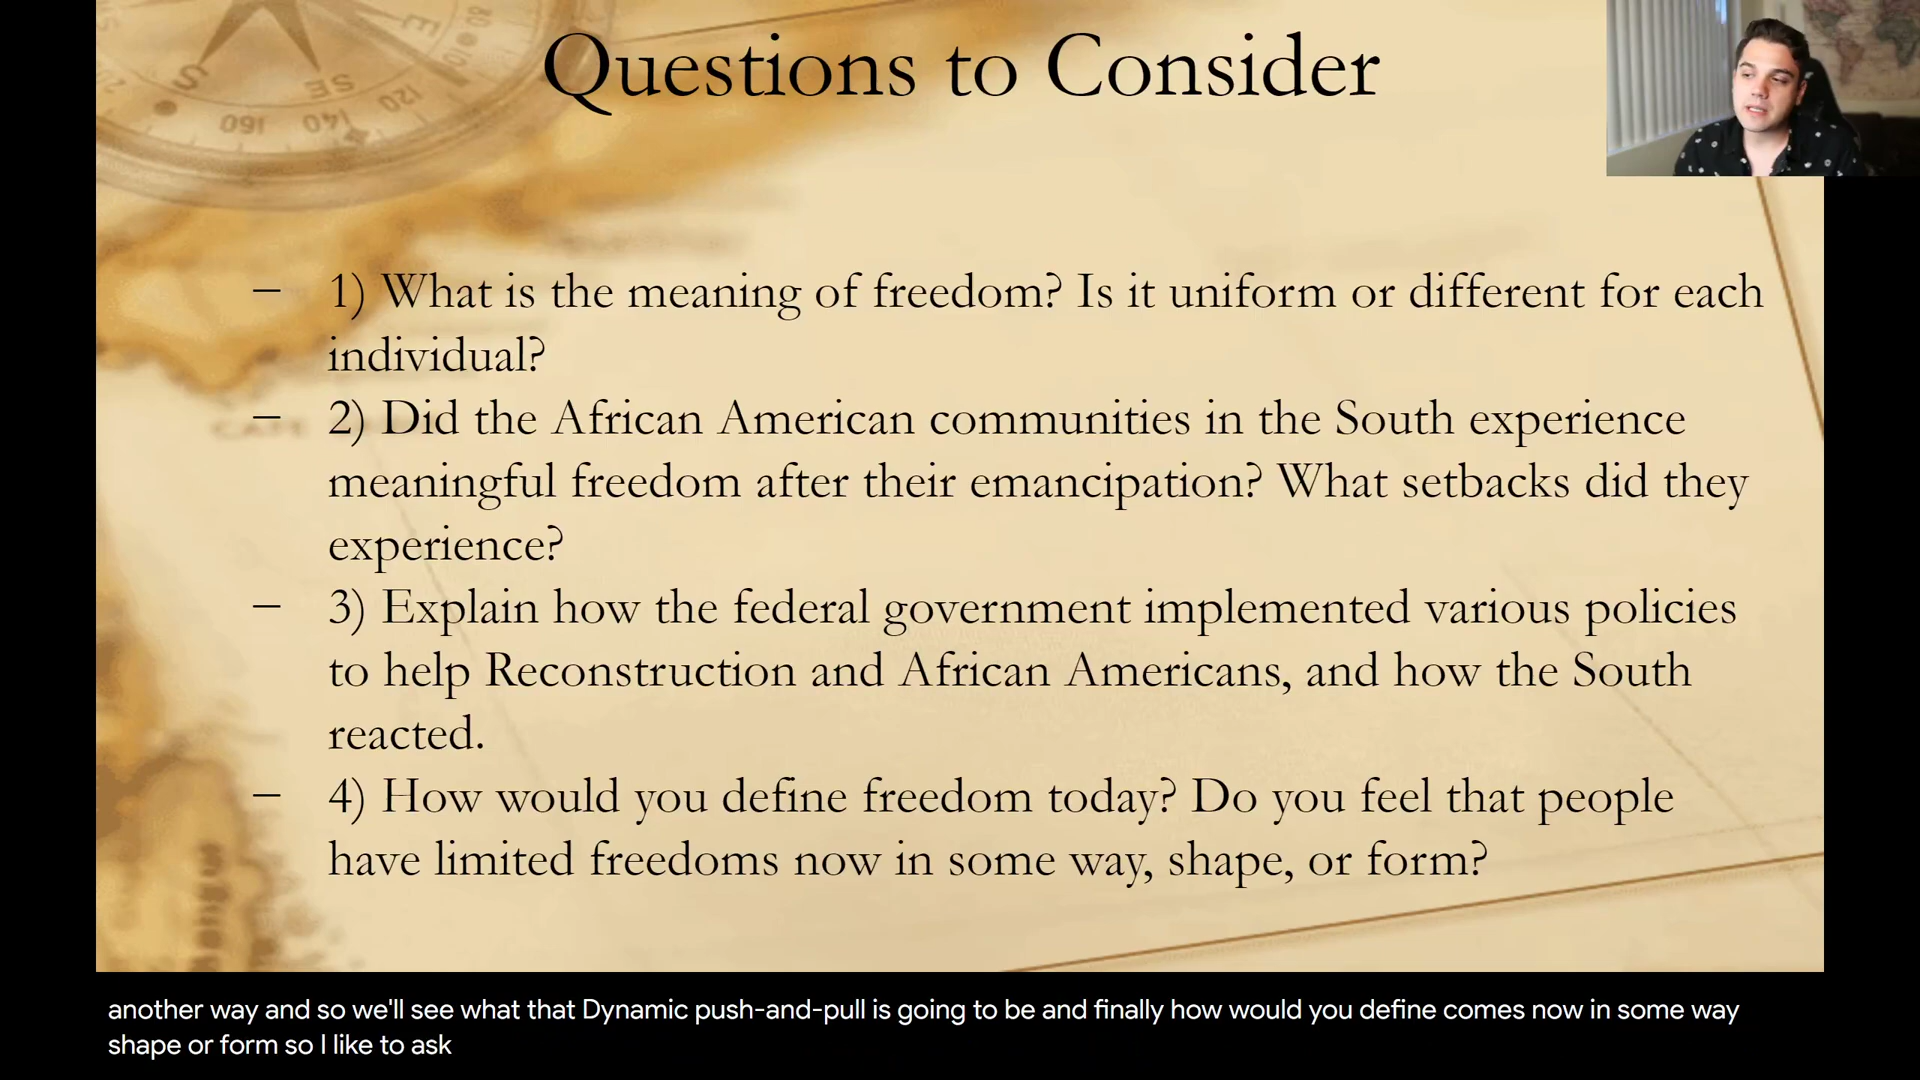 Questions to Consider
S
SE
E
160
140
120
80
– 1) What is the meaning of freedom? Is it uniform or different for each
individual?
– 2) Did the African American communities in the South experience
meaningful freedom after their emancipation? What setbacks did they
experience?
– 3) Explain how the federal government implemented various policies
to help Reconstruction and African Americans, and how the South
reacted.
– 4) How would you define freedom today? Do you feel that people
have limited freedoms now in some way, shape, or form?
another way and so we'll see what that Dynamic push-and-pull is going to be and finally how would you define comes now in some way
shape or form so I like to ask